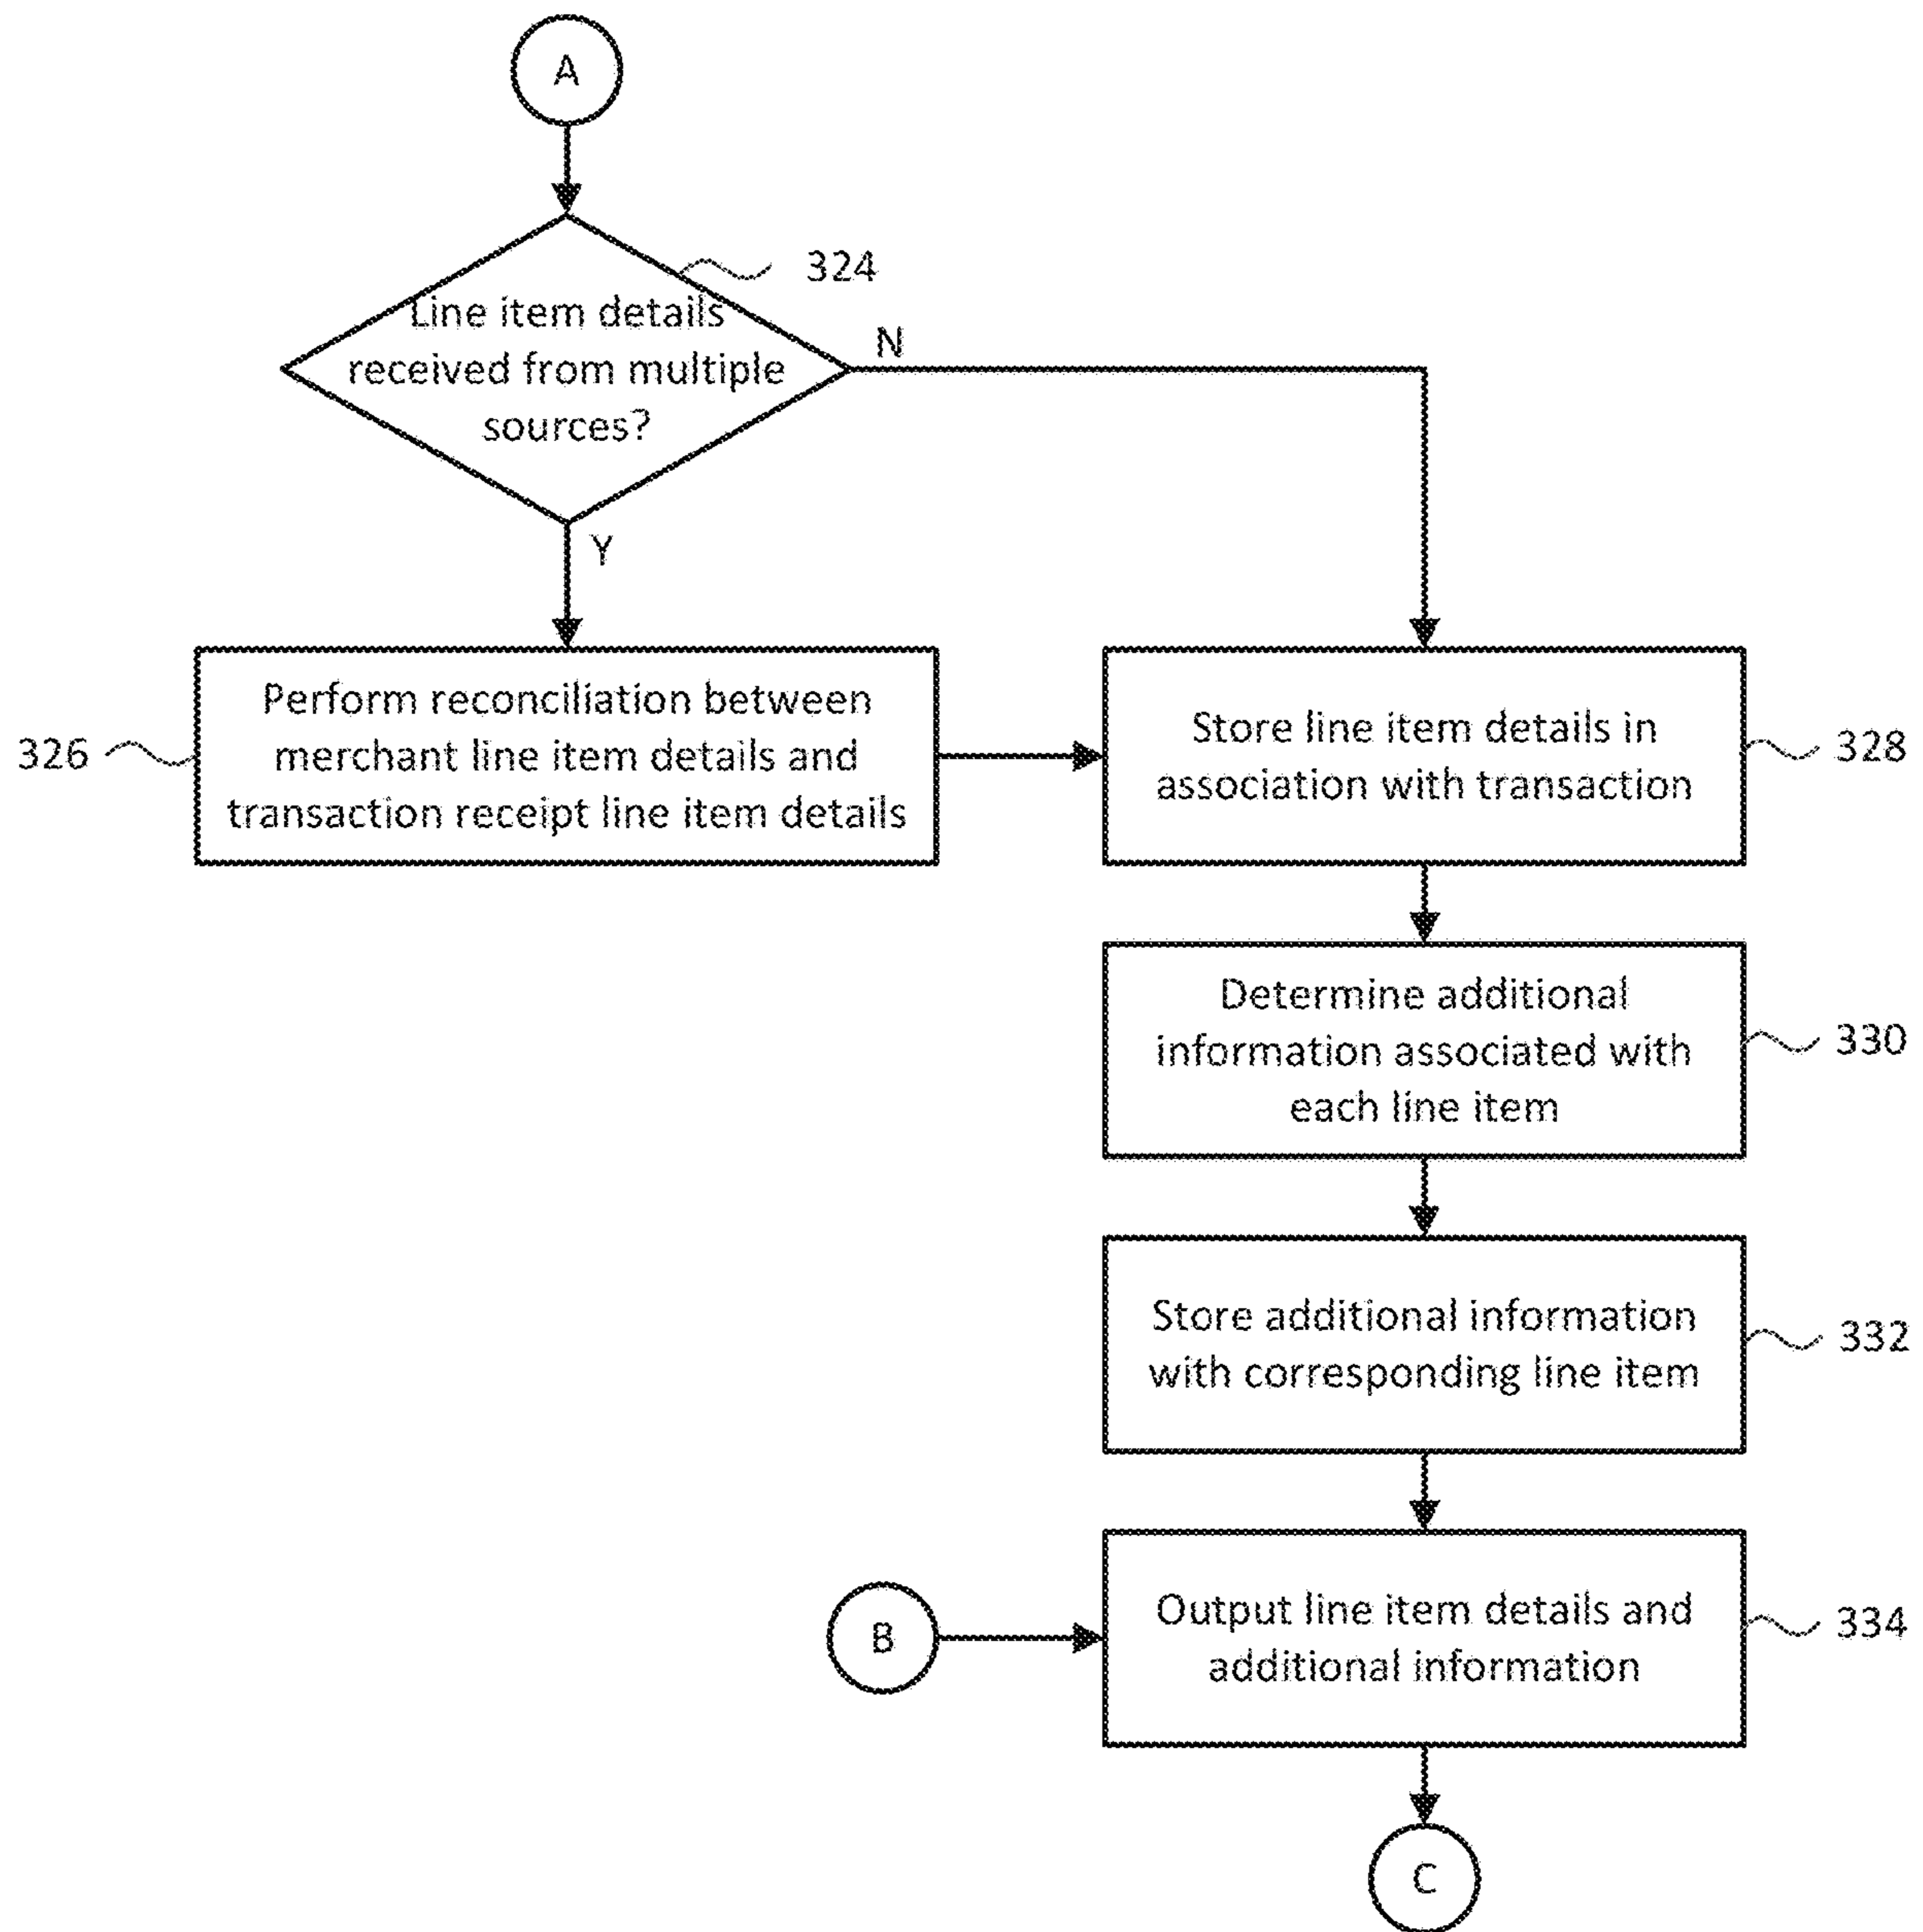 A
324
Line item details
received from multiple
sources?
N
Y
326
Perform reconciliation between
merchant line item details and
transaction receipt line item details
Store line item details in
association with transaction
328
Determine additional
information associated with
each line item
330
Store additional information
with corresponding line item
332
B
Output line item details and
additional information
334
C